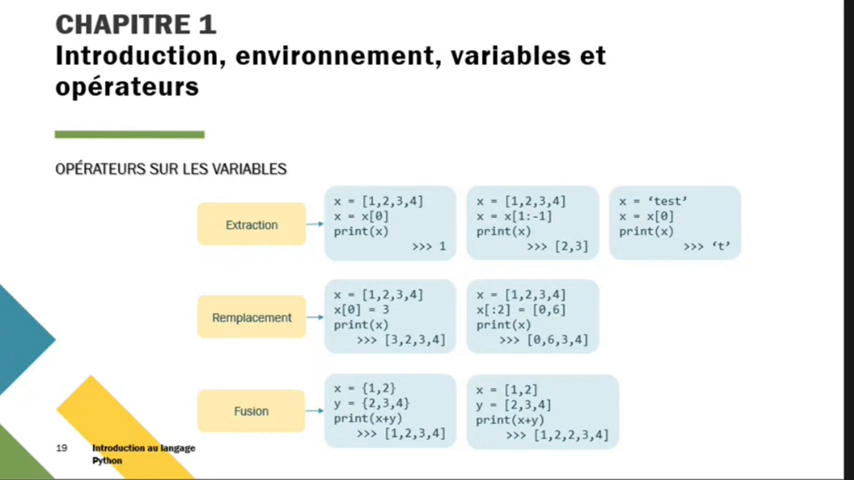 CHAPITRE 1
Introduction, environnement, variables et
opérateurs
OPÉRATEURS SUR LES VARIABLES
Extraction
x = [1,2,3,4]
x = x[0]
print(x)
>>> 1
x = [1,2,3,4]
x = x[1:-1]
print(x)
>>> [2,3]
x = ‘test’
x = x[0]
print(x)
>>> ‘t’
Remplacement
x = [1,2,3,4]
x[0] = 3
print(x)
>>> [3,2,3,4]
x = [1,2,3,4]
x[:2] = [0,6]
print(x)
>>> [0,6,3,4]
Fusion
x = {1,2}
y = {2,3,4}
print(x+y)
>>> [1,2,3,4]
x = [1,2]
y = [2,3,4]
print(x+y)
>>> [1,2,2,3,4]
19
Introduction au langage
Python